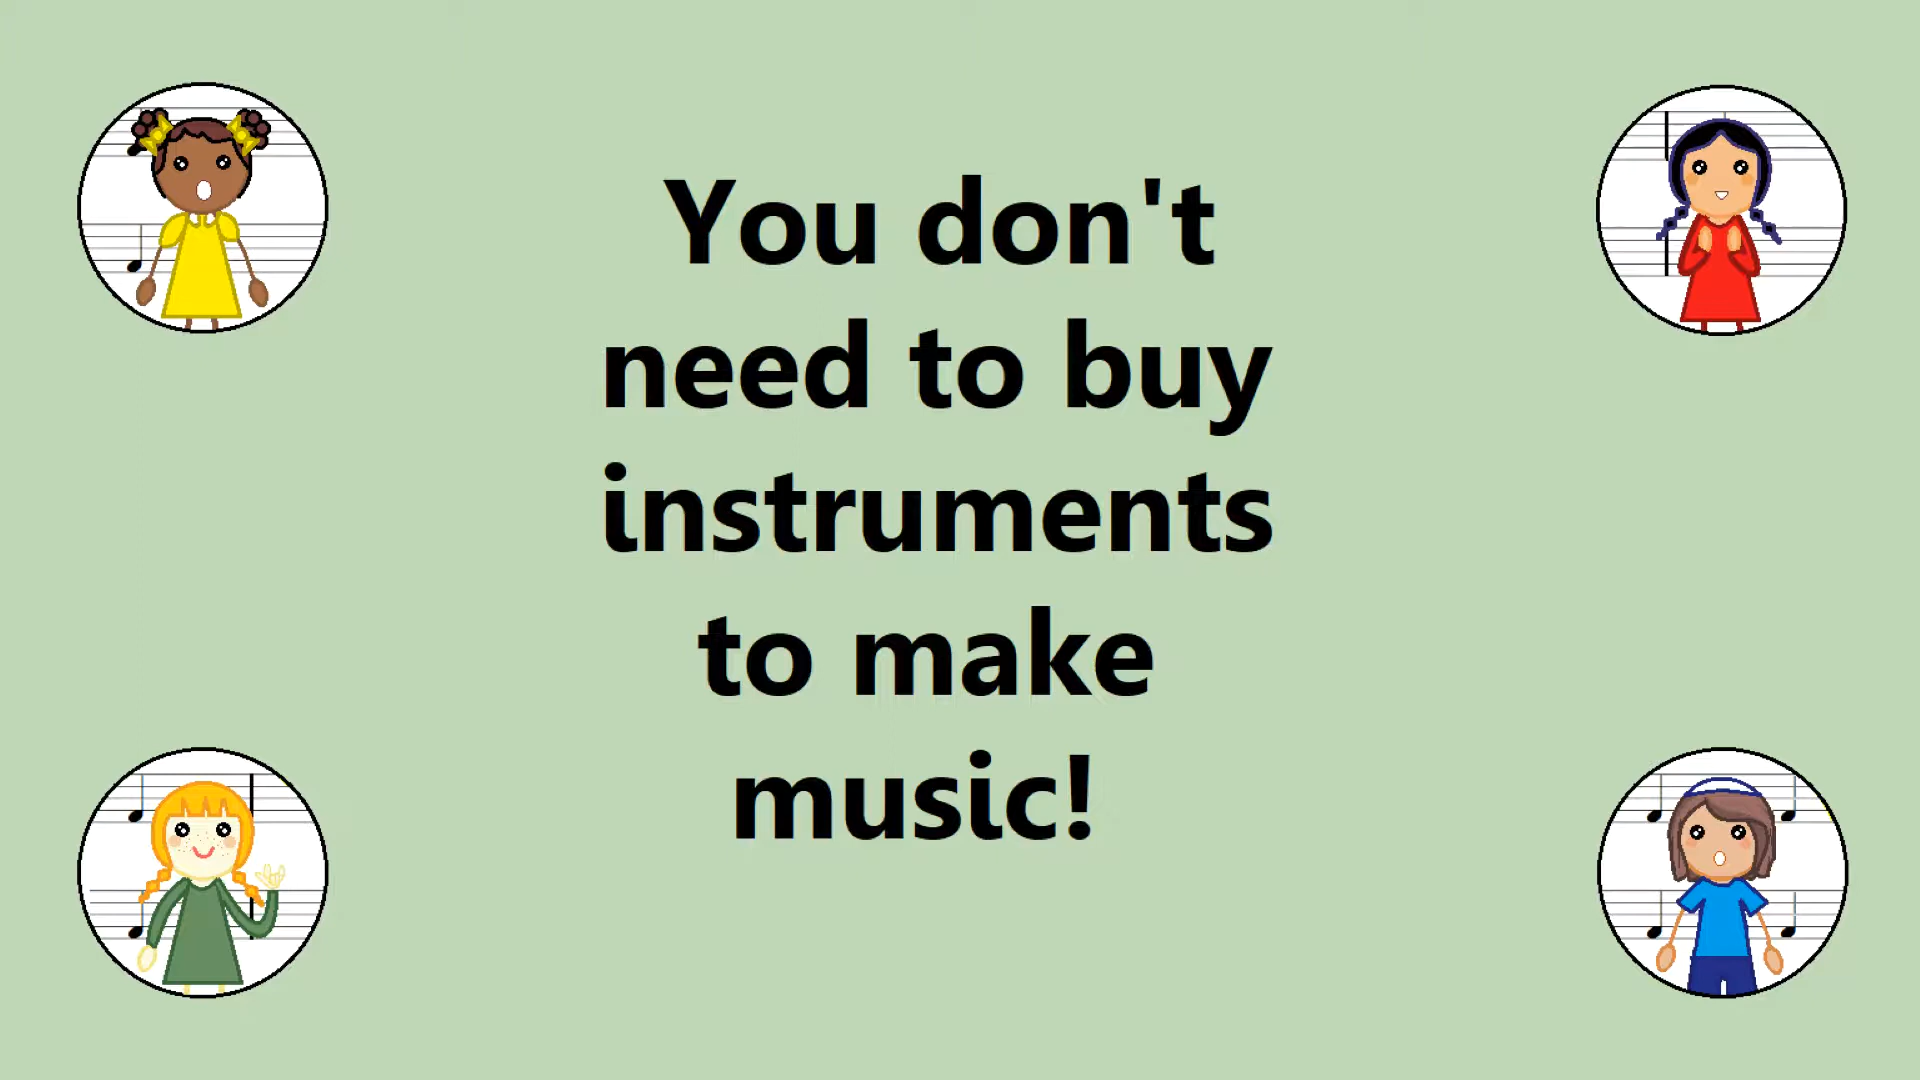 You don't
need to buy
instruments
to make
music!